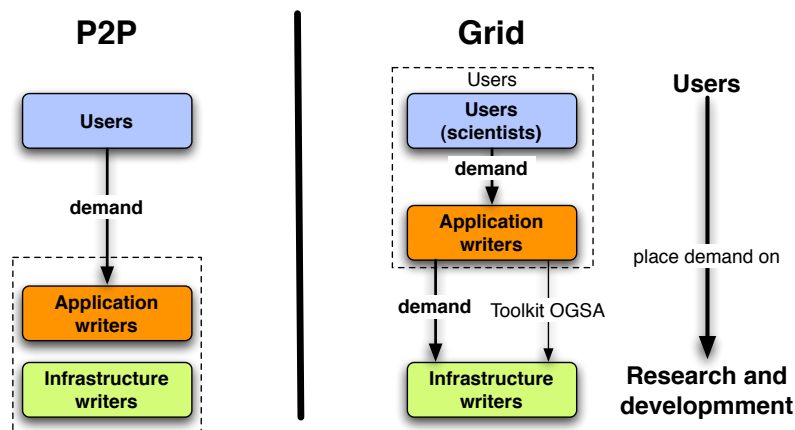 P2P
Users
demand
Application
writers
Infrastructure
writers
Grid
Users
Users
(scientists)
demand
Application
writers
demand
Toolkit OGSA
Infrastructure
writers
Users
place demand on
Research and
developmment